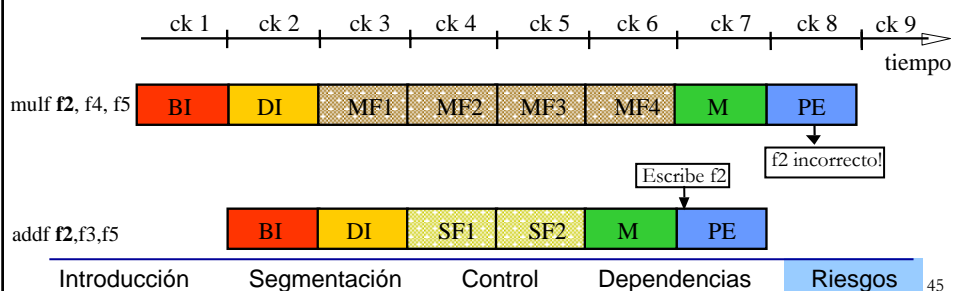 ck 1 ck 2 ck 3 ck 4 ck 5 ck 6 ck 7 ck 8 ck 9
tiempo
mulf f2, f4, f5 BI DI MF1 MF2 MF3 MF4 M PE
f2 incorrecto!
Escribe f2
addf f2,f3,f5 BI DI SF1 SF2 M PE
Introducción Segmentación Control Dependencias Riesgos 45